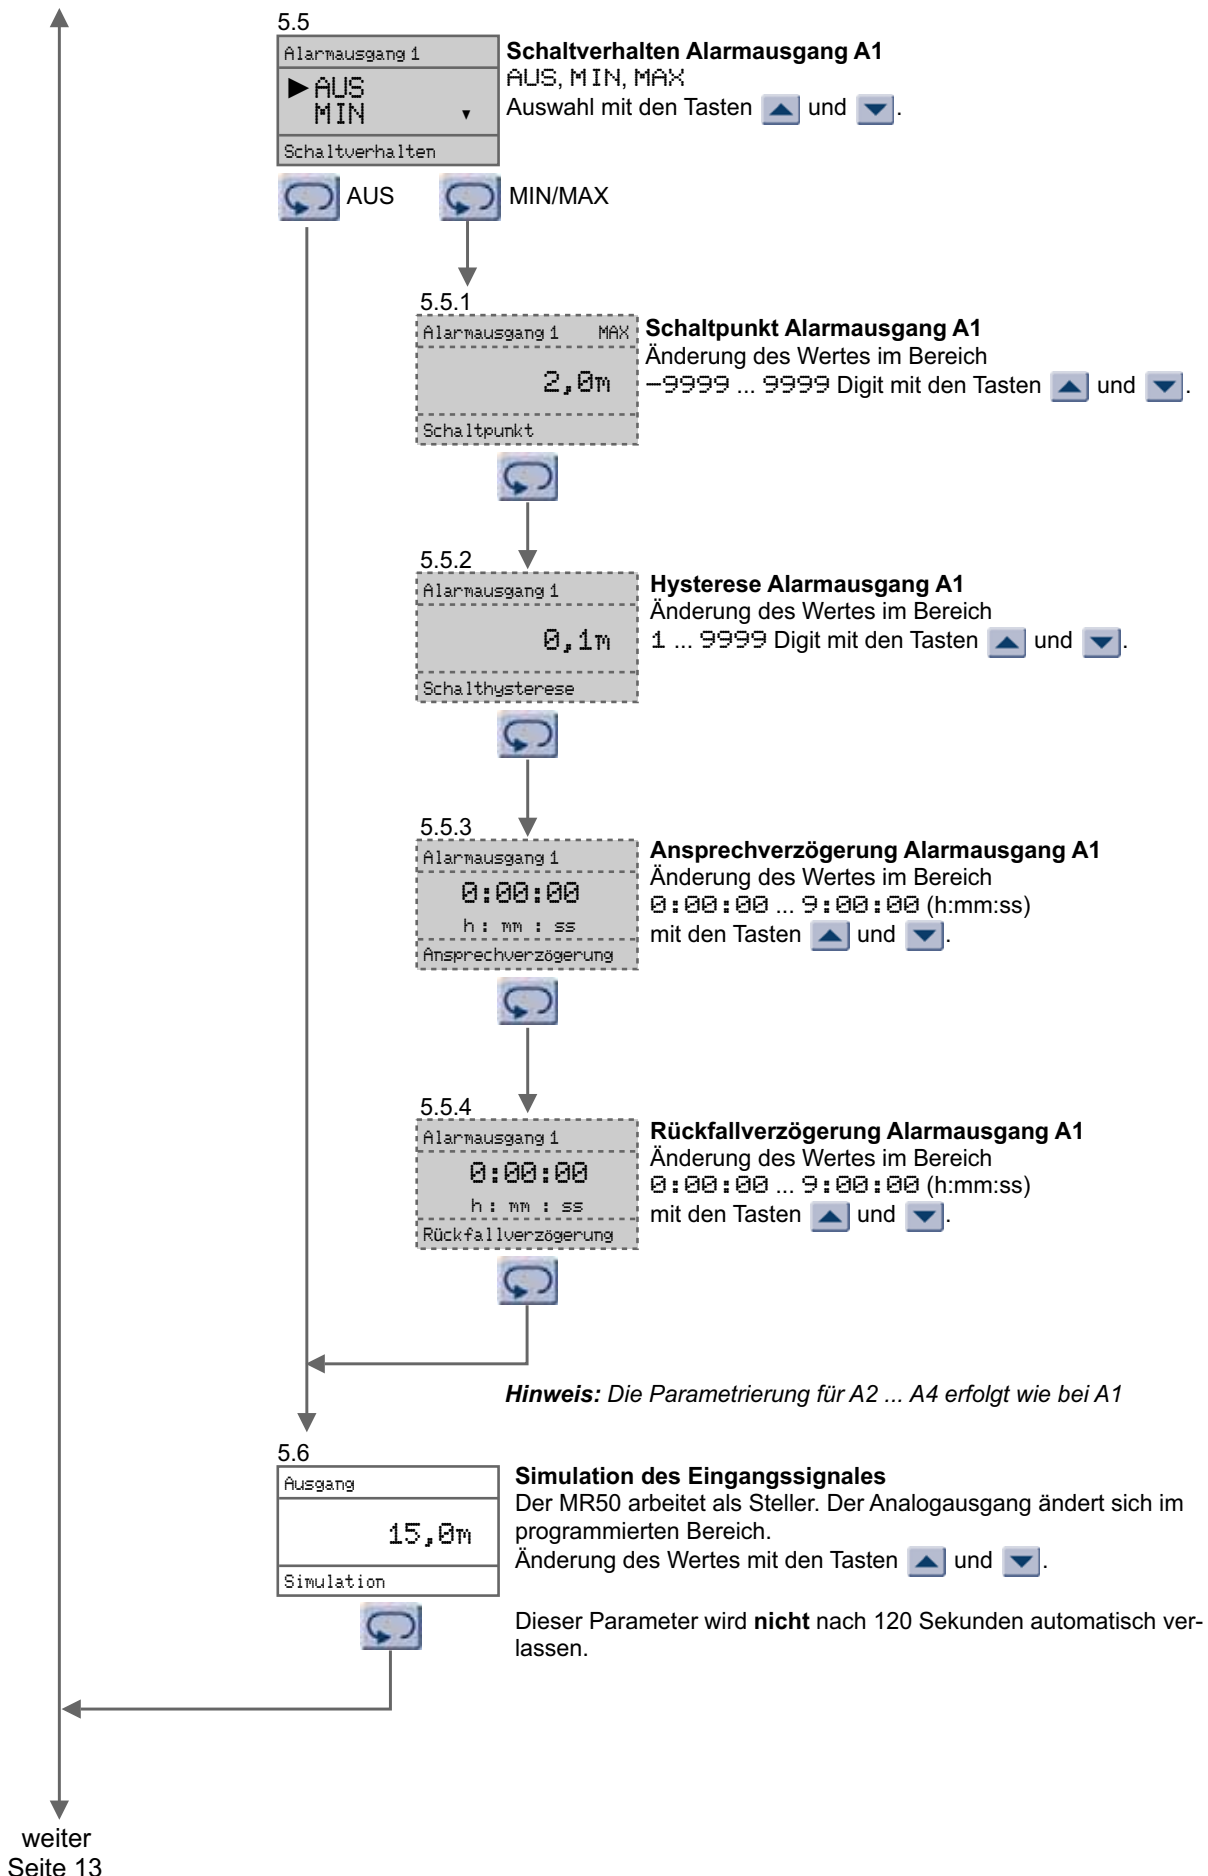 5.5
Alarmausgang 1
►AUS
MIN ▼
Schaltverhalten
Schaltverhalten Alarmausgang A1
AUS, MIN, MAX
Auswahl mit den Tasten ▲ und ▼.
AUS
MIN/MAX
5.5.1
Alarmausgang 1 MAX
2,0m
Schaltpunkt
Schaltpunkt Alarmausgang A1
Änderung des Wertes im Bereich
–9999 ... 9999 Digit mit den Tasten ▲ und ▼.
5.5.2
Alarmausgang 1
0,1m
Schalthysterese
Hysterese Alarmausgang A1
Änderung des Wertes im Bereich
1 ... 9999 Digit mit den Tasten ▲ und ▼.
5.5.3
Alarmausgang 1
0:00:00
h : mm : ss
Ansprechverzögerung
Ansprechverzögerung Alarmausgang A1
Änderung des Wertes im Bereich
0:00:00 ... 9:00:00 (h:mm:ss)
mit den Tasten ▲ und ▼.
5.5.4
Alarmausgang 1
0:00:00
h : mm : ss
Rückfallverzögerung
Rückfallverzögerung Alarmausgang A1
Änderung des Wertes im Bereich
0:00:00 ... 9:00:00 (h:mm:ss)
mit den Tasten ▲ und ▼.
Hinweis: Die Parametrierung für A2 ... A4 erfolgt wie bei A1
5.6
Ausgang
15,0m
Simulation
Simulation des Eingangssignales
Der MR50 arbeitet als Steller. Der Analogausgang ändert sich im
programmierten Bereich.
Änderung des Wertes mit den Tasten ▲ und ▼.
Dieser Parameter wird nicht nach 120 Sekunden automatisch ver-
lassen.
weiter
Seite 13